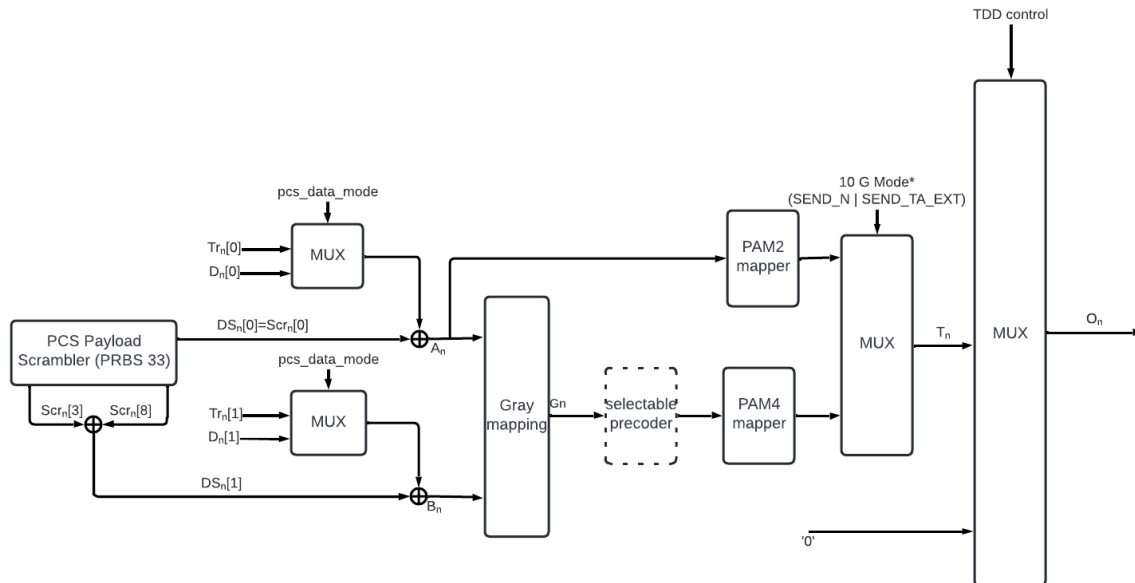 TDD control
10 G Mode*
(SEND_N | SEND_TA_EXT)
pcs_data_mode
Trₙ[0]
Dₙ[0]
MUX
PAM2
mapper
DSₙ[0]=Scrₙ[0]
Aₙ
PCS Payload
Scrambler (PRBS 33)
Scrₙ[3]
Scrₙ[8]
pcs_data_mode
Trₙ[1]
Dₙ[1]
MUX
DSₙ[1]
Bₙ
Gray
mapping
Gn
selectable
precoder
PAM4
mapper
MUX
Tₙ
'0'
MUX
Oₙ